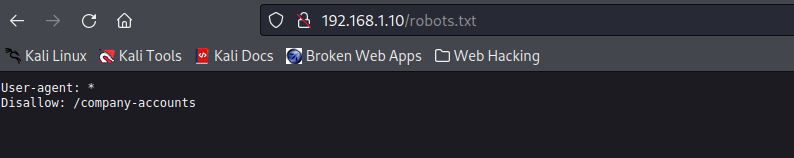 192.168.1.10/robots.txt
Kali Linux Kali Tools Kali Docs Broken Web Apps Web Hacking
User-agent: *
Disallow: /company-accounts